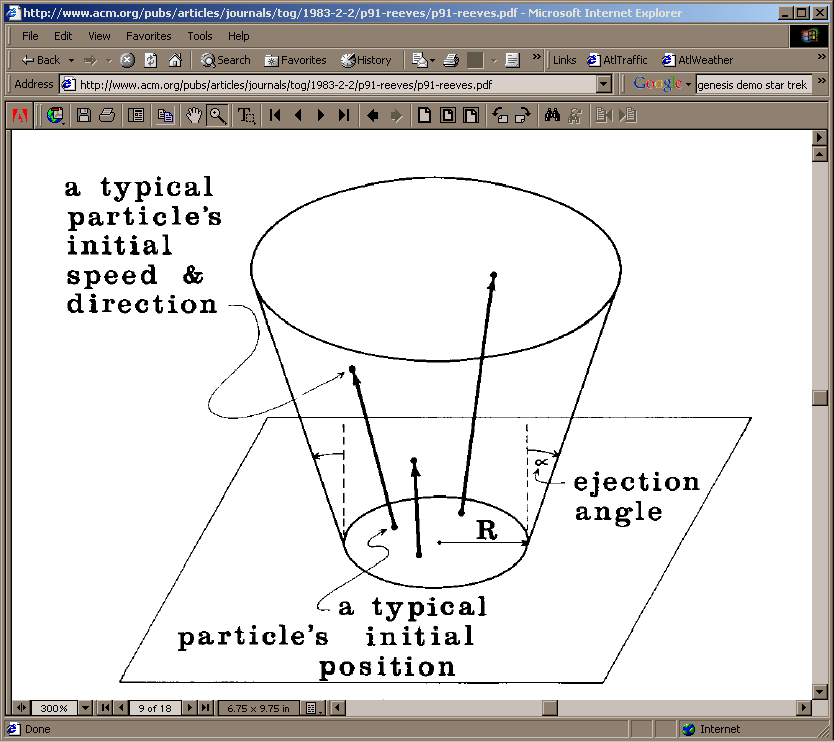 http://www.acm.org/pubs/articles/journals/tog/1983-2-2/p91-reeves/p91-reeves.pdf - Microsoft Internet Explorer
File Edit View Favorites Tools Help
Back Search Favorites History » Links AtlTraffic AtlWeather
Address http://www.acm.org/pubs/articles/journals/tog/1983-2-2/p91-reeves/p91-reeves.pdf Google genesis demo star trek »
a typical
particle's
initial
speed &
direction
∝
ejection
angle
R
a typical
particle's initial
position
300% 9 of 18 6.75 x 9.75 in
Done Internet